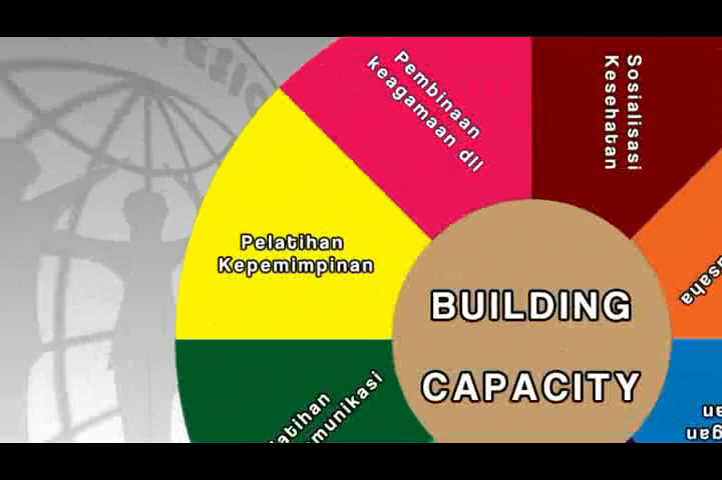 Pembinaan
keagamaan dll
Sosialisasi
Kesehatan
Pelatihan
Kepemimpinan
BUILDING
CAPACITY